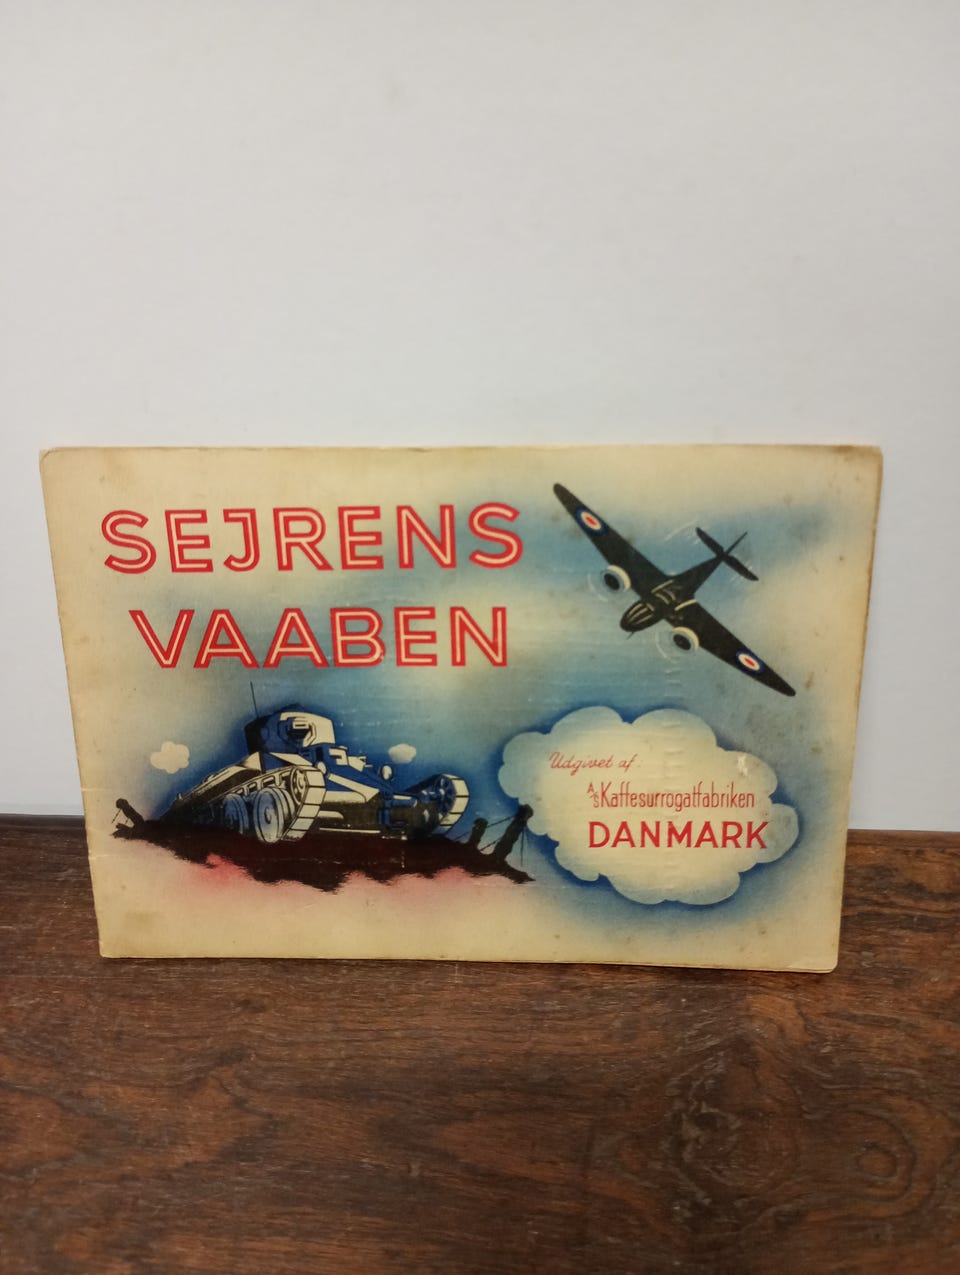 SEJRENS
VAABEN
Udgivet af:
A/S Kaffesurrogatfabriken
DANMARK